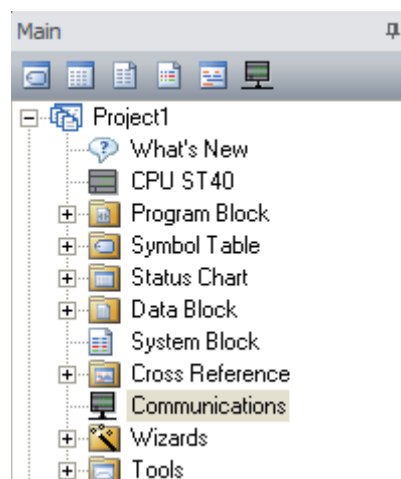 Main
Project1
What's New
CPU ST40
Program Block
Symbol Table
Status Chart
Data Block
System Block
Cross Reference
Communications
Wizards
Tools